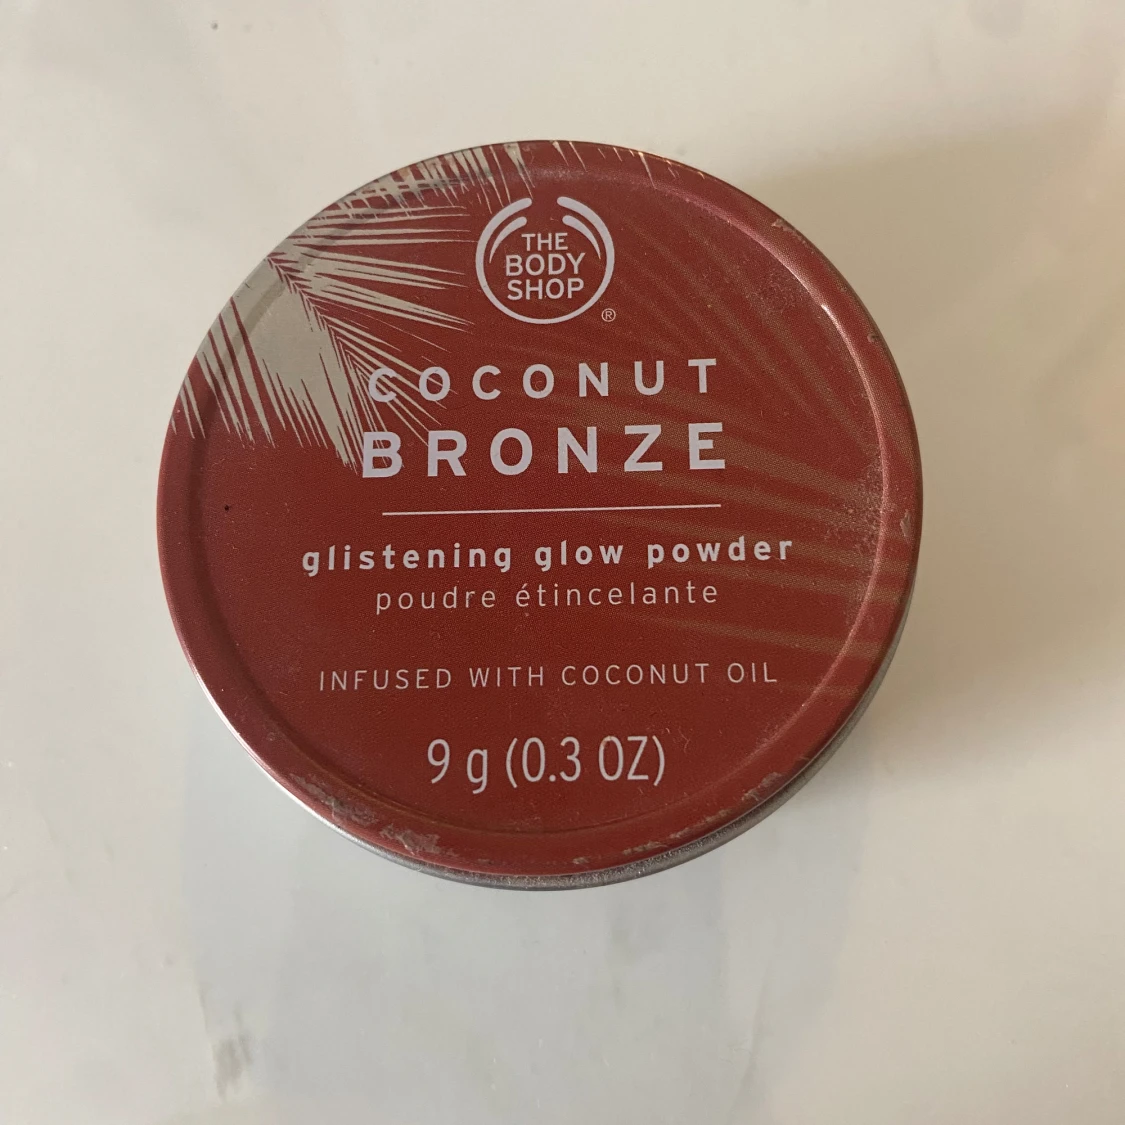 THE
BODY
SHOP
®
COCONUT
BRONZE
glistening glow powder
poudre étincelante
INFUSED WITH COCONUT OIL
9 g (0.3 OZ)